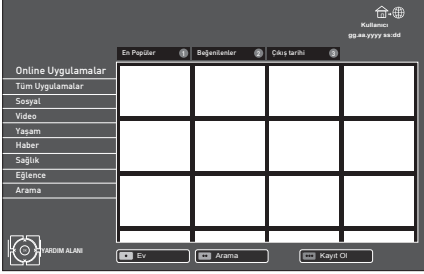 Kullanıcı
gg.aa.yyyy ss:dd
En Popüler 1 Beğenilenler 2 Çıkış tarihi 3
Online Uygulamalar
Tüm Uygulamalar
Sosyal
Video
Yaşam
Haber
Sağlık
Eğlence
Arama
YARDIM ALANI
Ev
Arama
Kayıt Ol